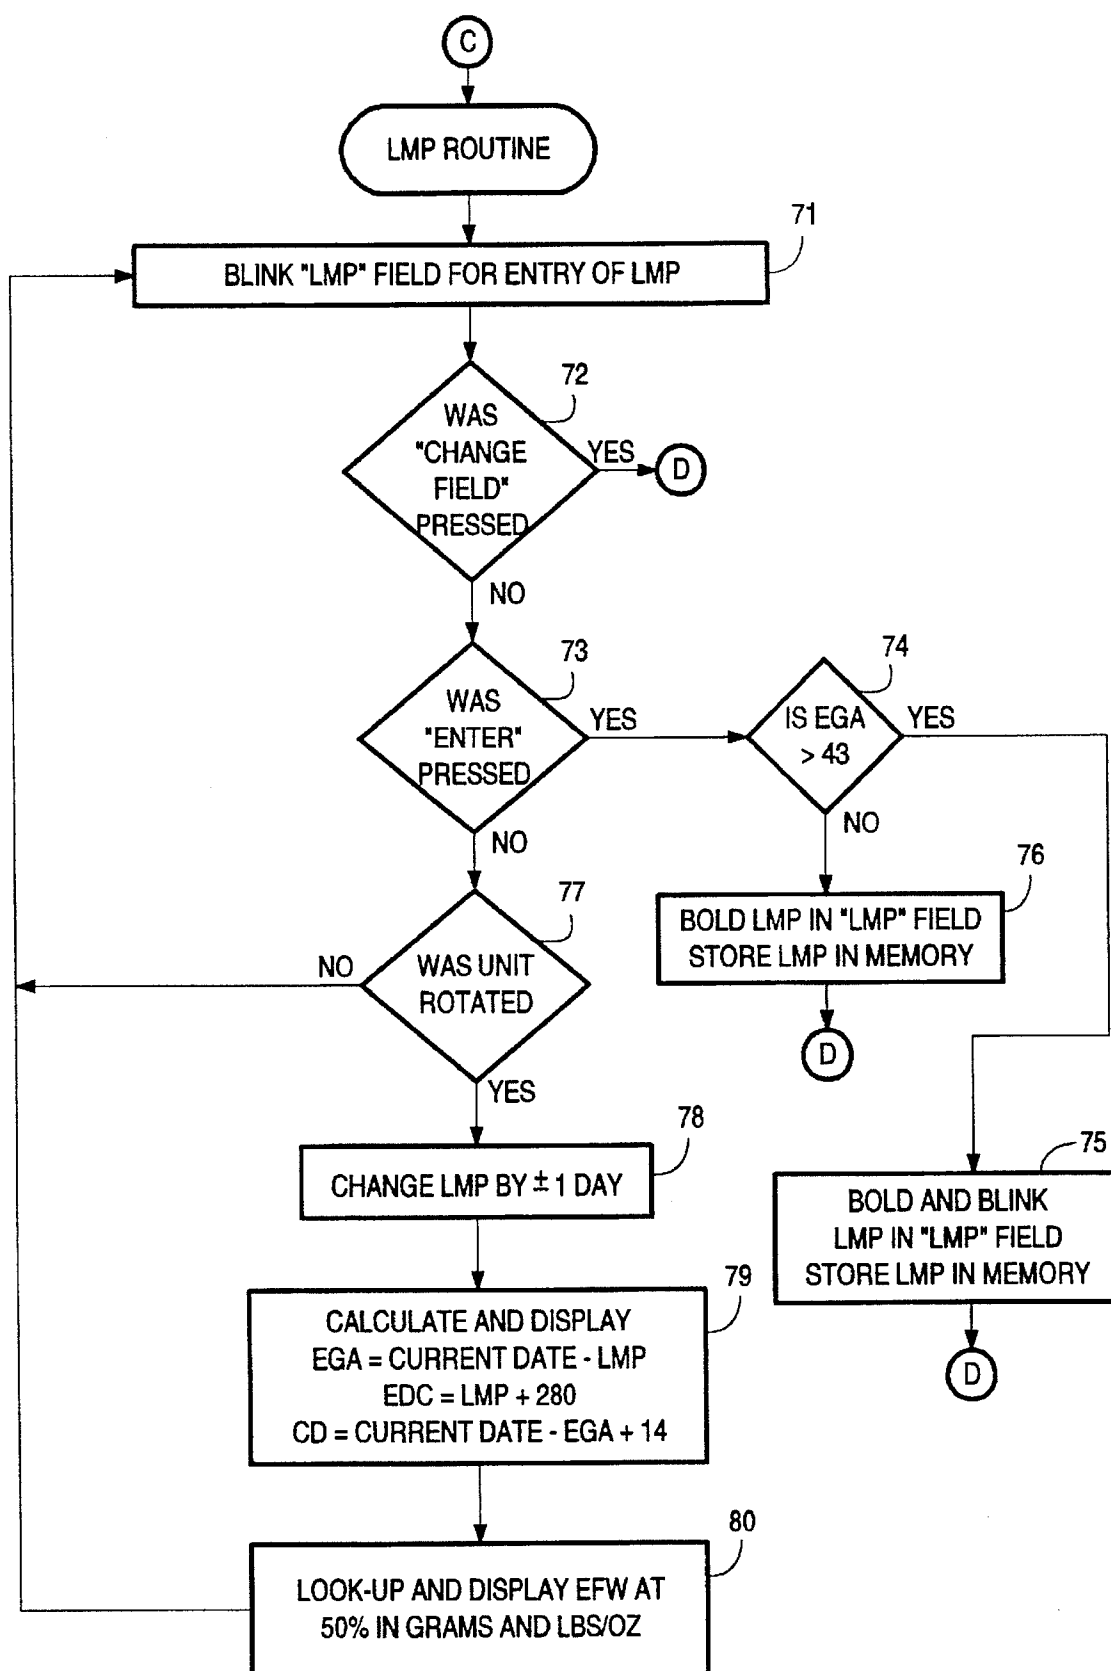 C
LMP ROUTINE
71
BLINK "LMP" FIELD FOR ENTRY OF LMP
72
WAS
"CHANGE
FIELD"
PRESSED
YES
D
NO
73
WAS
"ENTER"
PRESSED
YES
74
IS EGA
> 43
YES
NO
NO
76
BOLD LMP IN "LMP" FIELD
STORE LMP IN MEMORY
D
77
WAS UNIT
ROTATED
NO
YES
78
CHANGE LMP BY ± 1 DAY
75
BOLD AND BLINK
LMP IN "LMP" FIELD
STORE LMP IN MEMORY
D
79
CALCULATE AND DISPLAY
EGA = CURRENT DATE - LMP
EDC = LMP + 280
CD = CURRENT DATE - EGA + 14
80
LOOK-UP AND DISPLAY EFW AT
50% IN GRAMS AND LBS/OZ